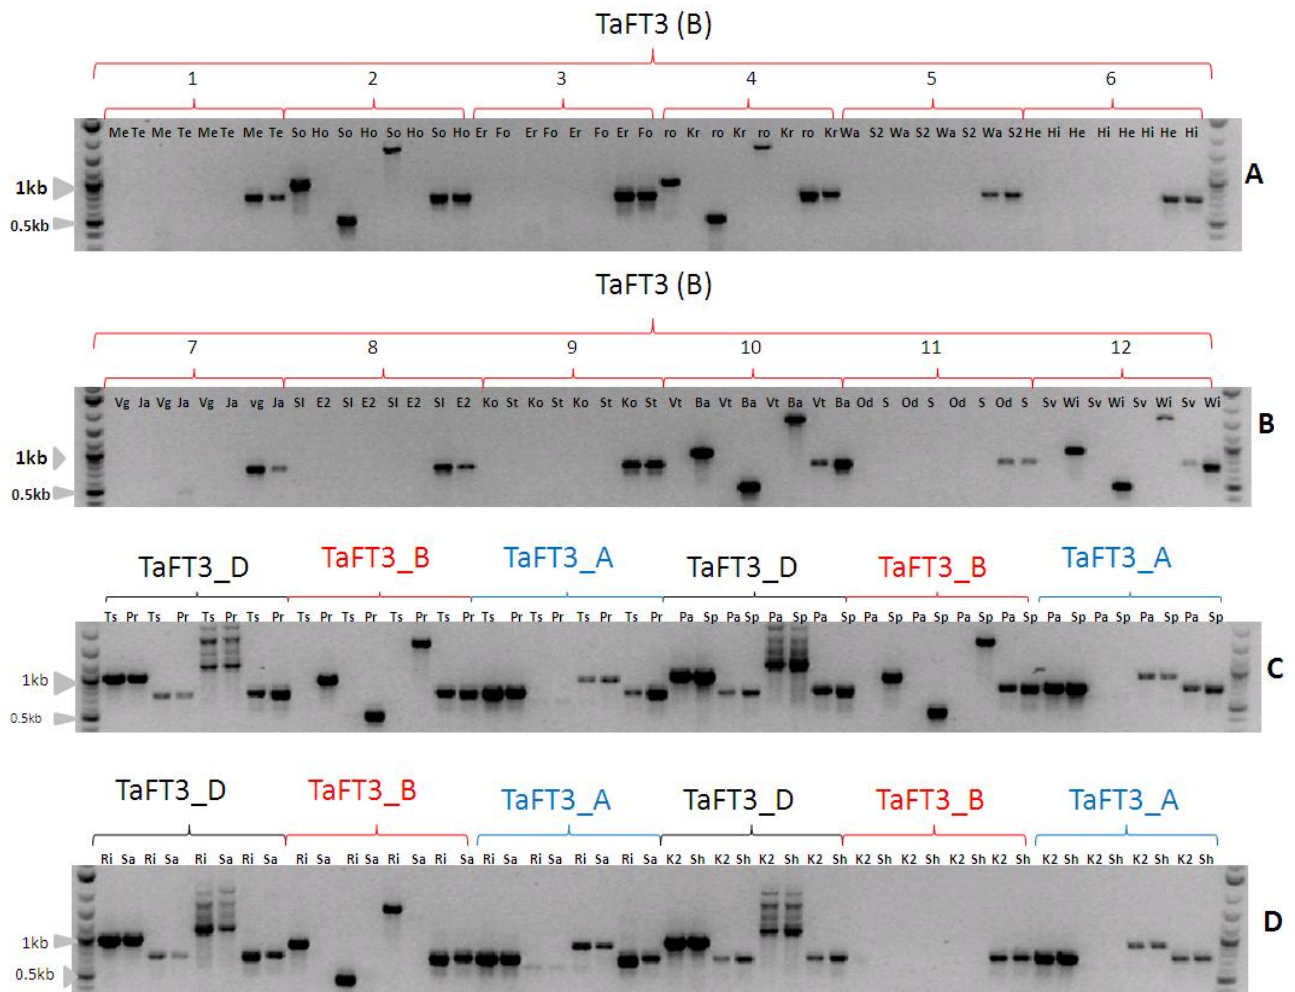 TaFT3 (B)
1 2 3 4 5 6
Me Te Me Te Me Te Me Te So Ho So Ho So Ho So Ho Er Fo Er Fo Er Fo Er Fo ro Kr ro Kr ro Kr ro Kr Wa S2 Wa S2 Wa S2 Wa S2 He Hi He Hi He Hi He Hi
1kb
A
0.5kb
TaFT3 (B)
7 8 9 10 11 12
Vg Ja Vg Ja Vg Ja vg Ja SI E2 SI E2 SI E2 SI E2 Ko St Ko St Ko St Ko St Vt Ba Vt Ba Vt Ba Vt Ba Od S Od S Od S Od S Sv Wi Sv Wi Sv Wi Sv Wi
B
1kb
0.5kb
TaFT3_D TaFT3_B TaFT3_A TaFT3_D TaFT3_B TaFT3_A
Ts Pr Ts Pr Ts Pr Ts Pr Ts Pr Ts Pr Ts Pr Ts Pr Ts Pr Ts Pr Ts Pr Ts Pr Pa Sp Pa Sp Pa Sp Pa Sp Pa Sp Pa Sp Pa Sp Pa Sp Pa Sp Pa Sp Pa Sp Pa Sp
1kb
C
0.5kb
TaFT3_D TaFT3_B TaFT3_A TaFT3_D TaFT3_B TaFT3_A
Ri Sa Ri Sa Ri Sa Ri Sa Ri Sa Ri Sa Ri Sa Ri Sa Ri Sa Ri Sa Ri Sa Ri Sa K2 Sh K2 Sh K2 Sh K2 Sh K2 Sh K2 Sh K2 Sh K2 Sh K2 Sh K2 Sh K2 Sh K2 Sh
1kb
D
0.5kb